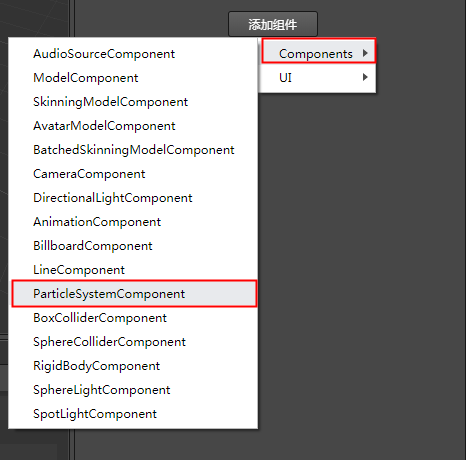 添加组件
Components
UI
AudioSourceComponent
ModelComponent
SkinningModelComponent
AvatarModelComponent
BatchedSkinningModelComponent
CameraComponent
DirectionalLightComponent
AnimationComponent
BillboardComponent
LineComponent
ParticleSystemComponent
BoxColliderComponent
SphereColliderComponent
RigidBodyComponent
SphereLightComponent
SpotLightComponent